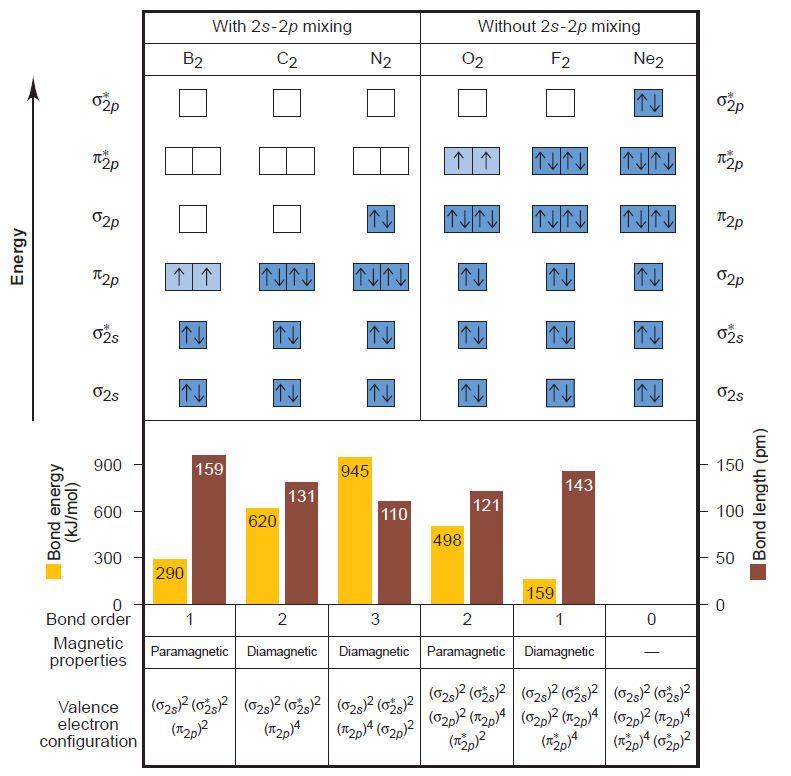 With 2s-2p mixing Without 2s-2p mixing
B₂ C₂ N₂ O₂ F₂ Ne₂
σ*₂p σ*₂p
π*₂p π*₂p
σ₂p π₂p
π₂p σ₂p
σ*₂s σ*₂s
σ₂s σ₂s
Energy
Bond energy
(kJ/mol)
900
600
300
0
290 159 620 131 945 110 498 121 159 143
150
100
50
0
Bond length (pm)
Bond order 1 2 3 2 1 0
Magnetic
properties
Paramagnetic Diamagnetic Diamagnetic Paramagnetic Diamagnetic —
Valence
electron
configuration
(σ₂s)² (σ*₂s)²
(π₂p)²
(σ₂s)² (σ*₂s)²
(π₂p)⁴
(σ₂s)² (σ*₂s)²
(π₂p)⁴ (σ₂p)²
(σ₂s)² (σ*₂s)²
(σ₂p)² (π₂p)⁴
(π*₂p)²
(σ₂s)² (σ*₂s)²
(σ₂p)² (π₂p)⁴
(π*₂p)⁴
(σ₂s)² (σ*₂s)²
(σ₂p)² (π₂p)⁴
(π*₂p)⁴ (σ*₂p)²